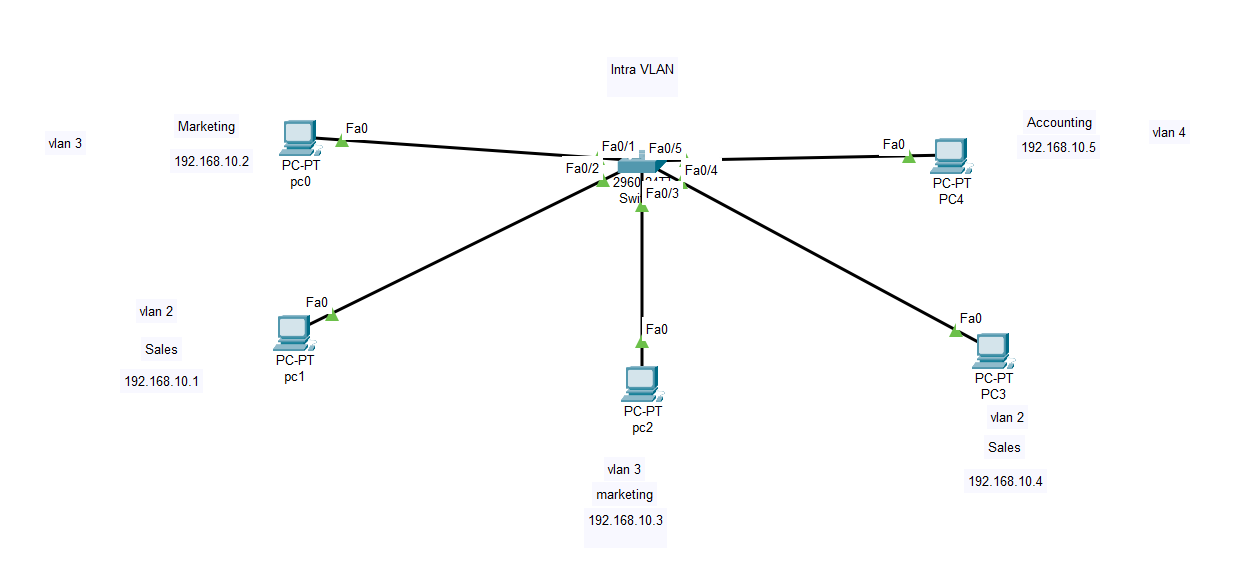 Intra VLAN
vlan 3
Marketing
192.168.10.2
Fa0
PC-PT
pc0
Fa0/1
Fa0/5
Fa0/2
Fa0/4
Fa0/3
Fa0
PC-PT
PC4
Accounting
192.168.10.5
vlan 4
vlan 2
Sales
192.168.10.1
Fa0
PC-PT
pc1
Fa0
PC-PT
pc2
vlan 3
marketing
192.168.10.3
Fa0
PC-PT
PC3
vlan 2
Sales
192.168.10.4